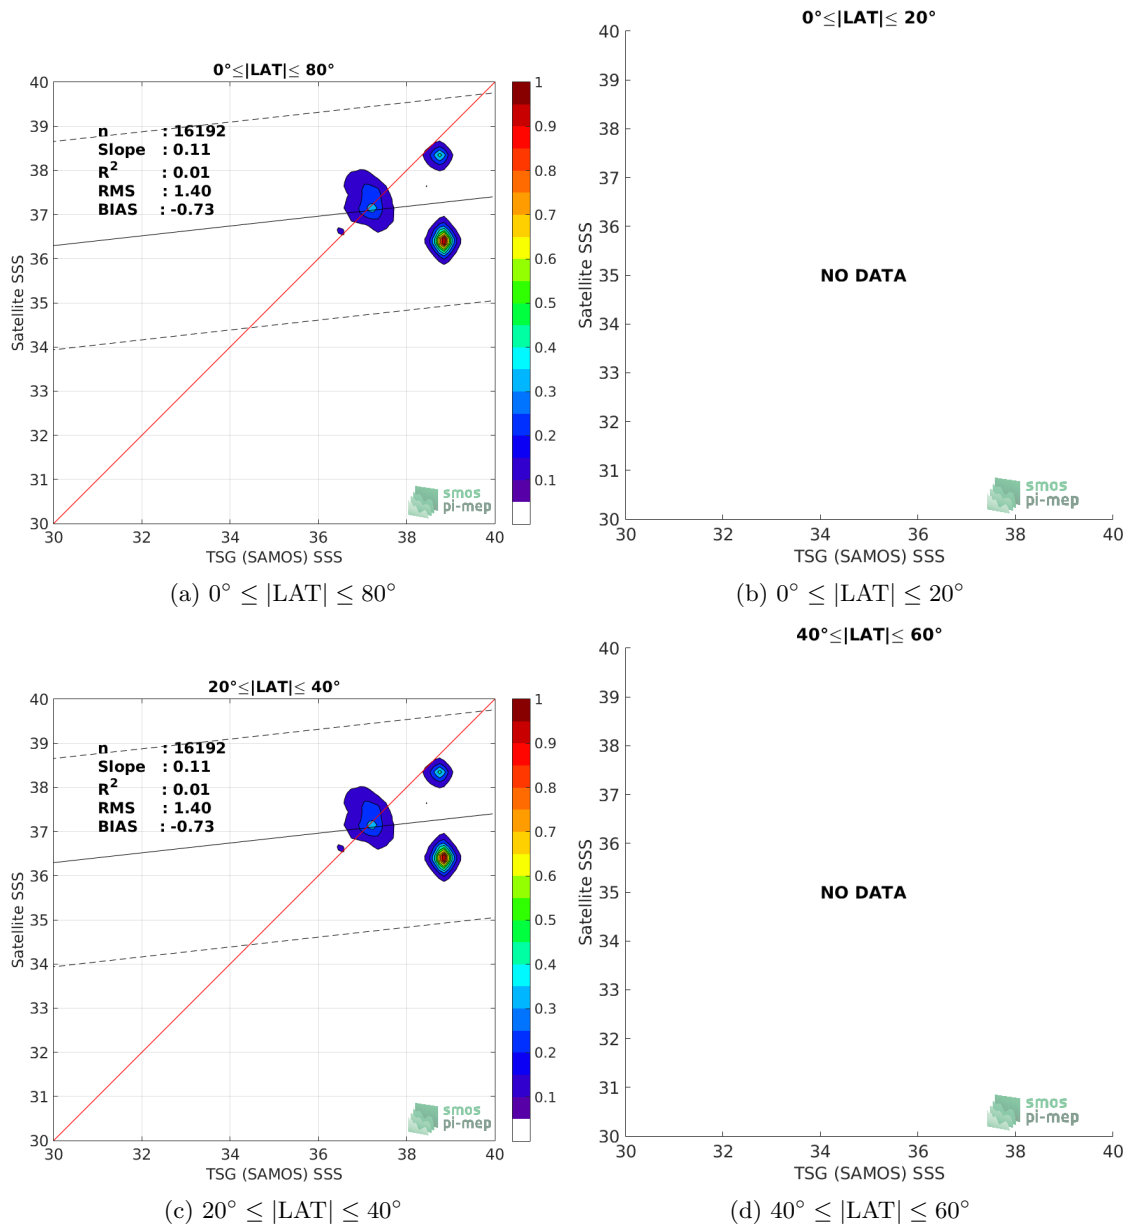 0°≤|LAT|≤ 80°
40
39
38
37
36
35
34
33
32
31
30
Satellite SSS
n : 16192
Slope : 0.11
R² : 0.01
RMS : 1.40
BIAS : -0.73
1
0.9
0.8
0.7
0.6
0.5
0.4
0.3
0.2
0.1
smos
pi-mep
30 32 34 36 38 40
TSG (SAMOS) SSS
(a) 0° ≤ |LAT| ≤ 80°
0°≤|LAT|≤ 20°
40
39
38
37
36
35
34
33
32
31
30
Satellite SSS
NO DATA
smos
pi-mep
30 32 34 36 38 40
TSG (SAMOS) SSS
(b) 0° ≤ |LAT| ≤ 20°
20°≤|LAT|≤ 40°
40
39
38
37
36
35
34
33
32
31
30
Satellite SSS
n : 16192
Slope : 0.11
R² : 0.01
RMS : 1.40
BIAS : -0.73
1
0.9
0.8
0.7
0.6
0.5
0.4
0.3
0.2
0.1
smos
pi-mep
30 32 34 36 38 40
TSG (SAMOS) SSS
(c) 20° ≤ |LAT| ≤ 40°
40°≤|LAT|≤ 60°
40
39
38
37
36
35
34
33
32
31
30
Satellite SSS
NO DATA
smos
pi-mep
30 32 34 36 38 40
TSG (SAMOS) SSS
(d) 40° ≤ |LAT| ≤ 60°